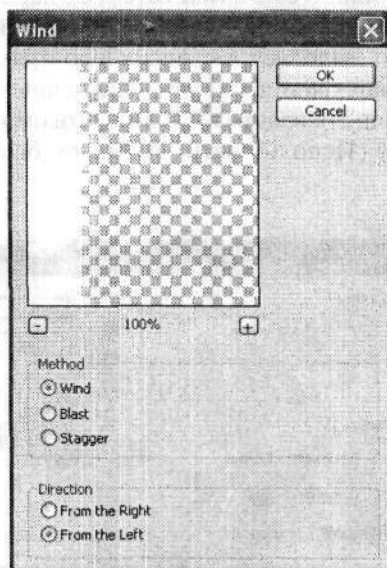 Wind
OK
Cancel
100%
Method
Wind
Blast
Stagger
Direction
From the Right
From the Left